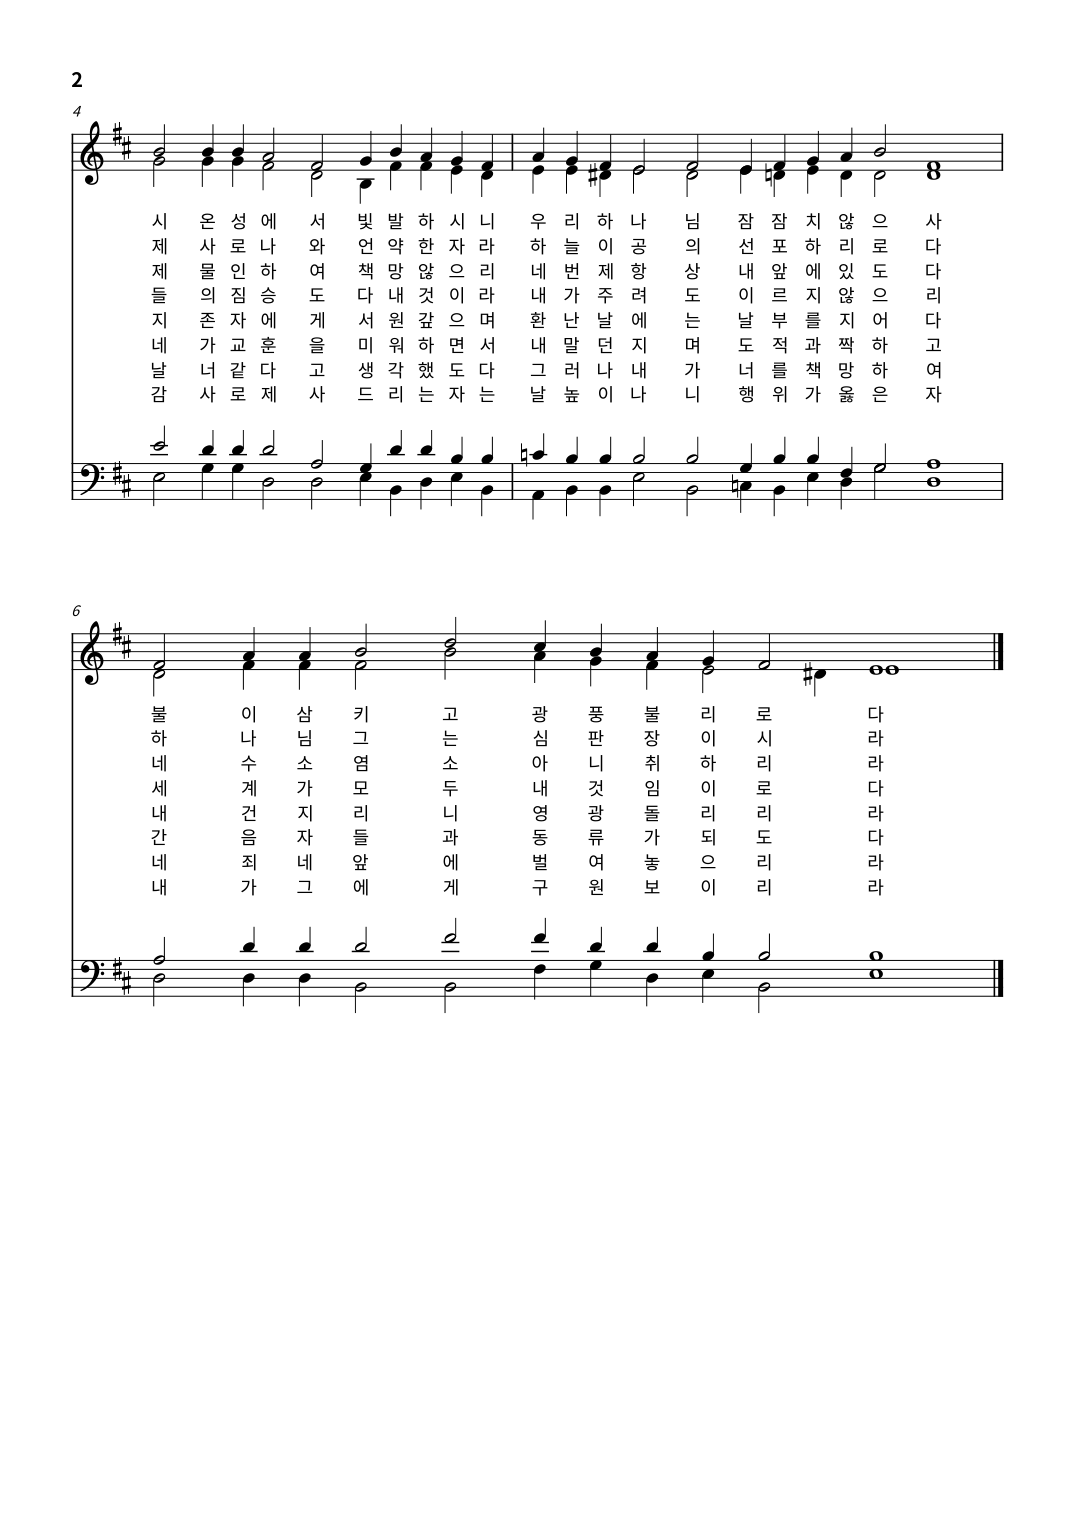 2
4
시 온 성 에 서 빛 발 하 시 니 우 리 하 나 님 잠 잠 치 않 으 사
제 사 로 나 와 언 약 한 자 라 하 늘 이 공 의 선 포 하 리 로 다
제 물 인 하 여 책 망 않 으 리 네 번 제 항 상 내 앞 에 있 도 다
들 의 짐 승 도 다 내 것 이 라 내 가 주 려 도 이 르 지 않 으 리
지 존 자 에 게 서 원 갚 으 며 환 난 날 에 는 날 부 를 지 어 다
네 가 교 훈 을 미 워 하 면 서 내 말 던 지 며 도 적 과 짝 하 고
날 너 같 다 고 생 각 했 도 다 그 러 나 내 가 너 를 책 망 하 여
감 사 로 제 사 드 리 는 자 는 날 높 이 나 니 행 위 가 옳 은 자
6
불 이 삼 키 고 광 풍 불 리 로 다
하 나 님 그 는 심 판 장 이 시 라
네 수 소 염 소 아 니 취 하 리 라
세 계 가 모 두 내 것 임 이 로 다
내 건 지 리 니 영 광 돌 리 리 라
간 음 자 들 과 동 류 가 되 도 다
네 죄 네 앞 에 벌 여 놓 으 리 라
내 가 그 에 게 구 원 보 이 리 라